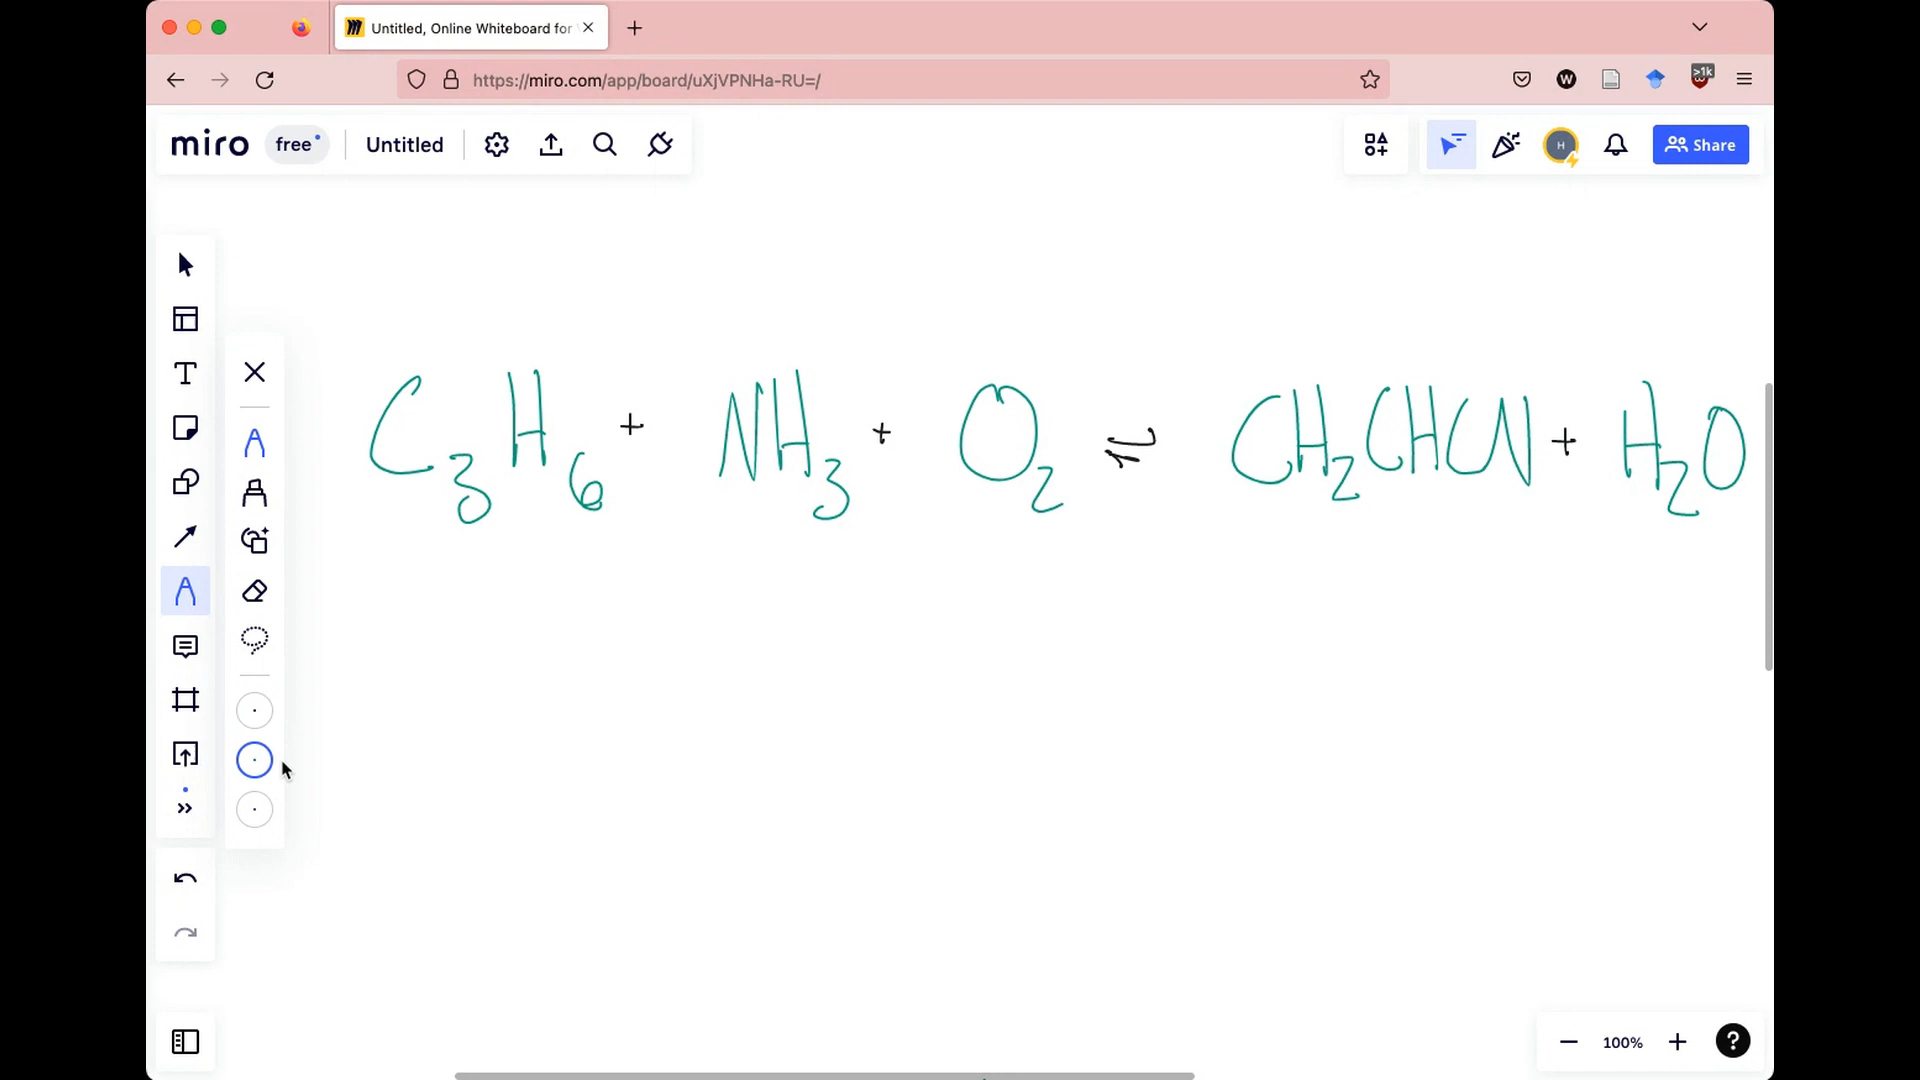 Untitled, Online Whiteboard for
https://miro.com/app/board/uXjVPNHa-RU=/
W
>1k
miro free Untitled
H
Share
T
C₃H₆ + NH₃ + O₂ ⇌ CH₂CHCN + H₂O
100%
?